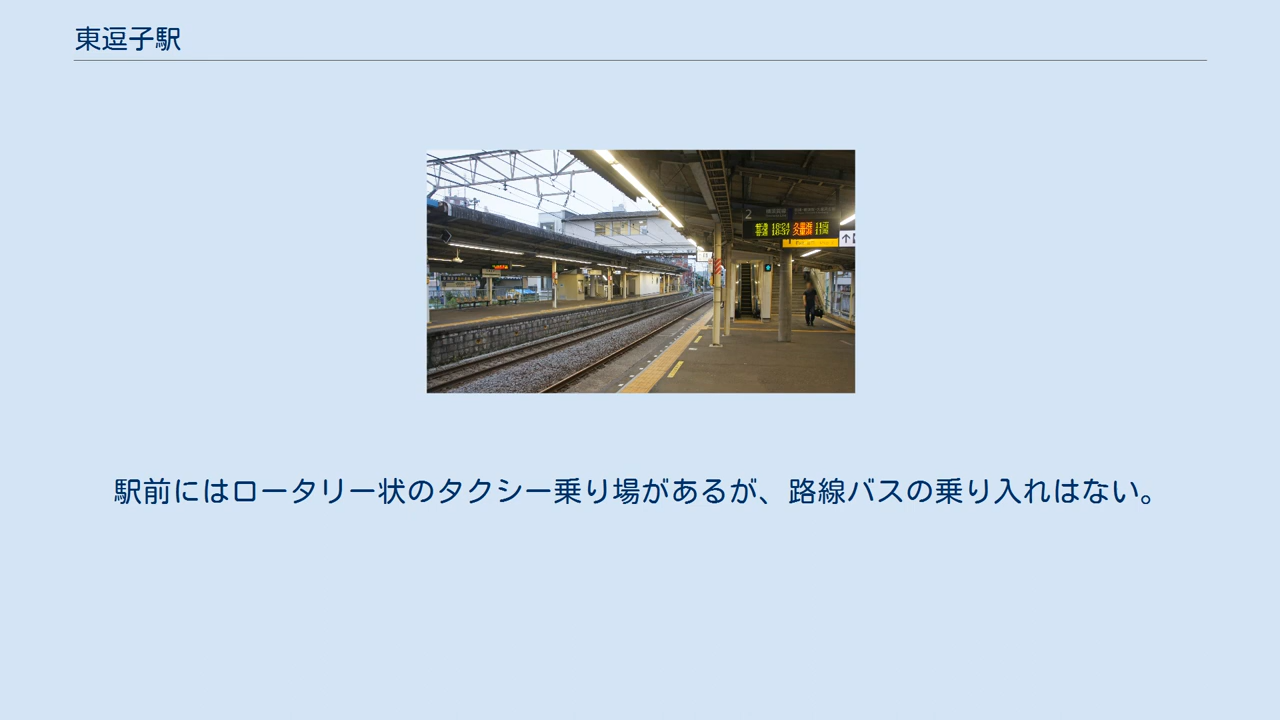 東逗子駅
2
駅前にはロータリー状のタクシー乗り場があるが、路線バスの乗り入れはない。